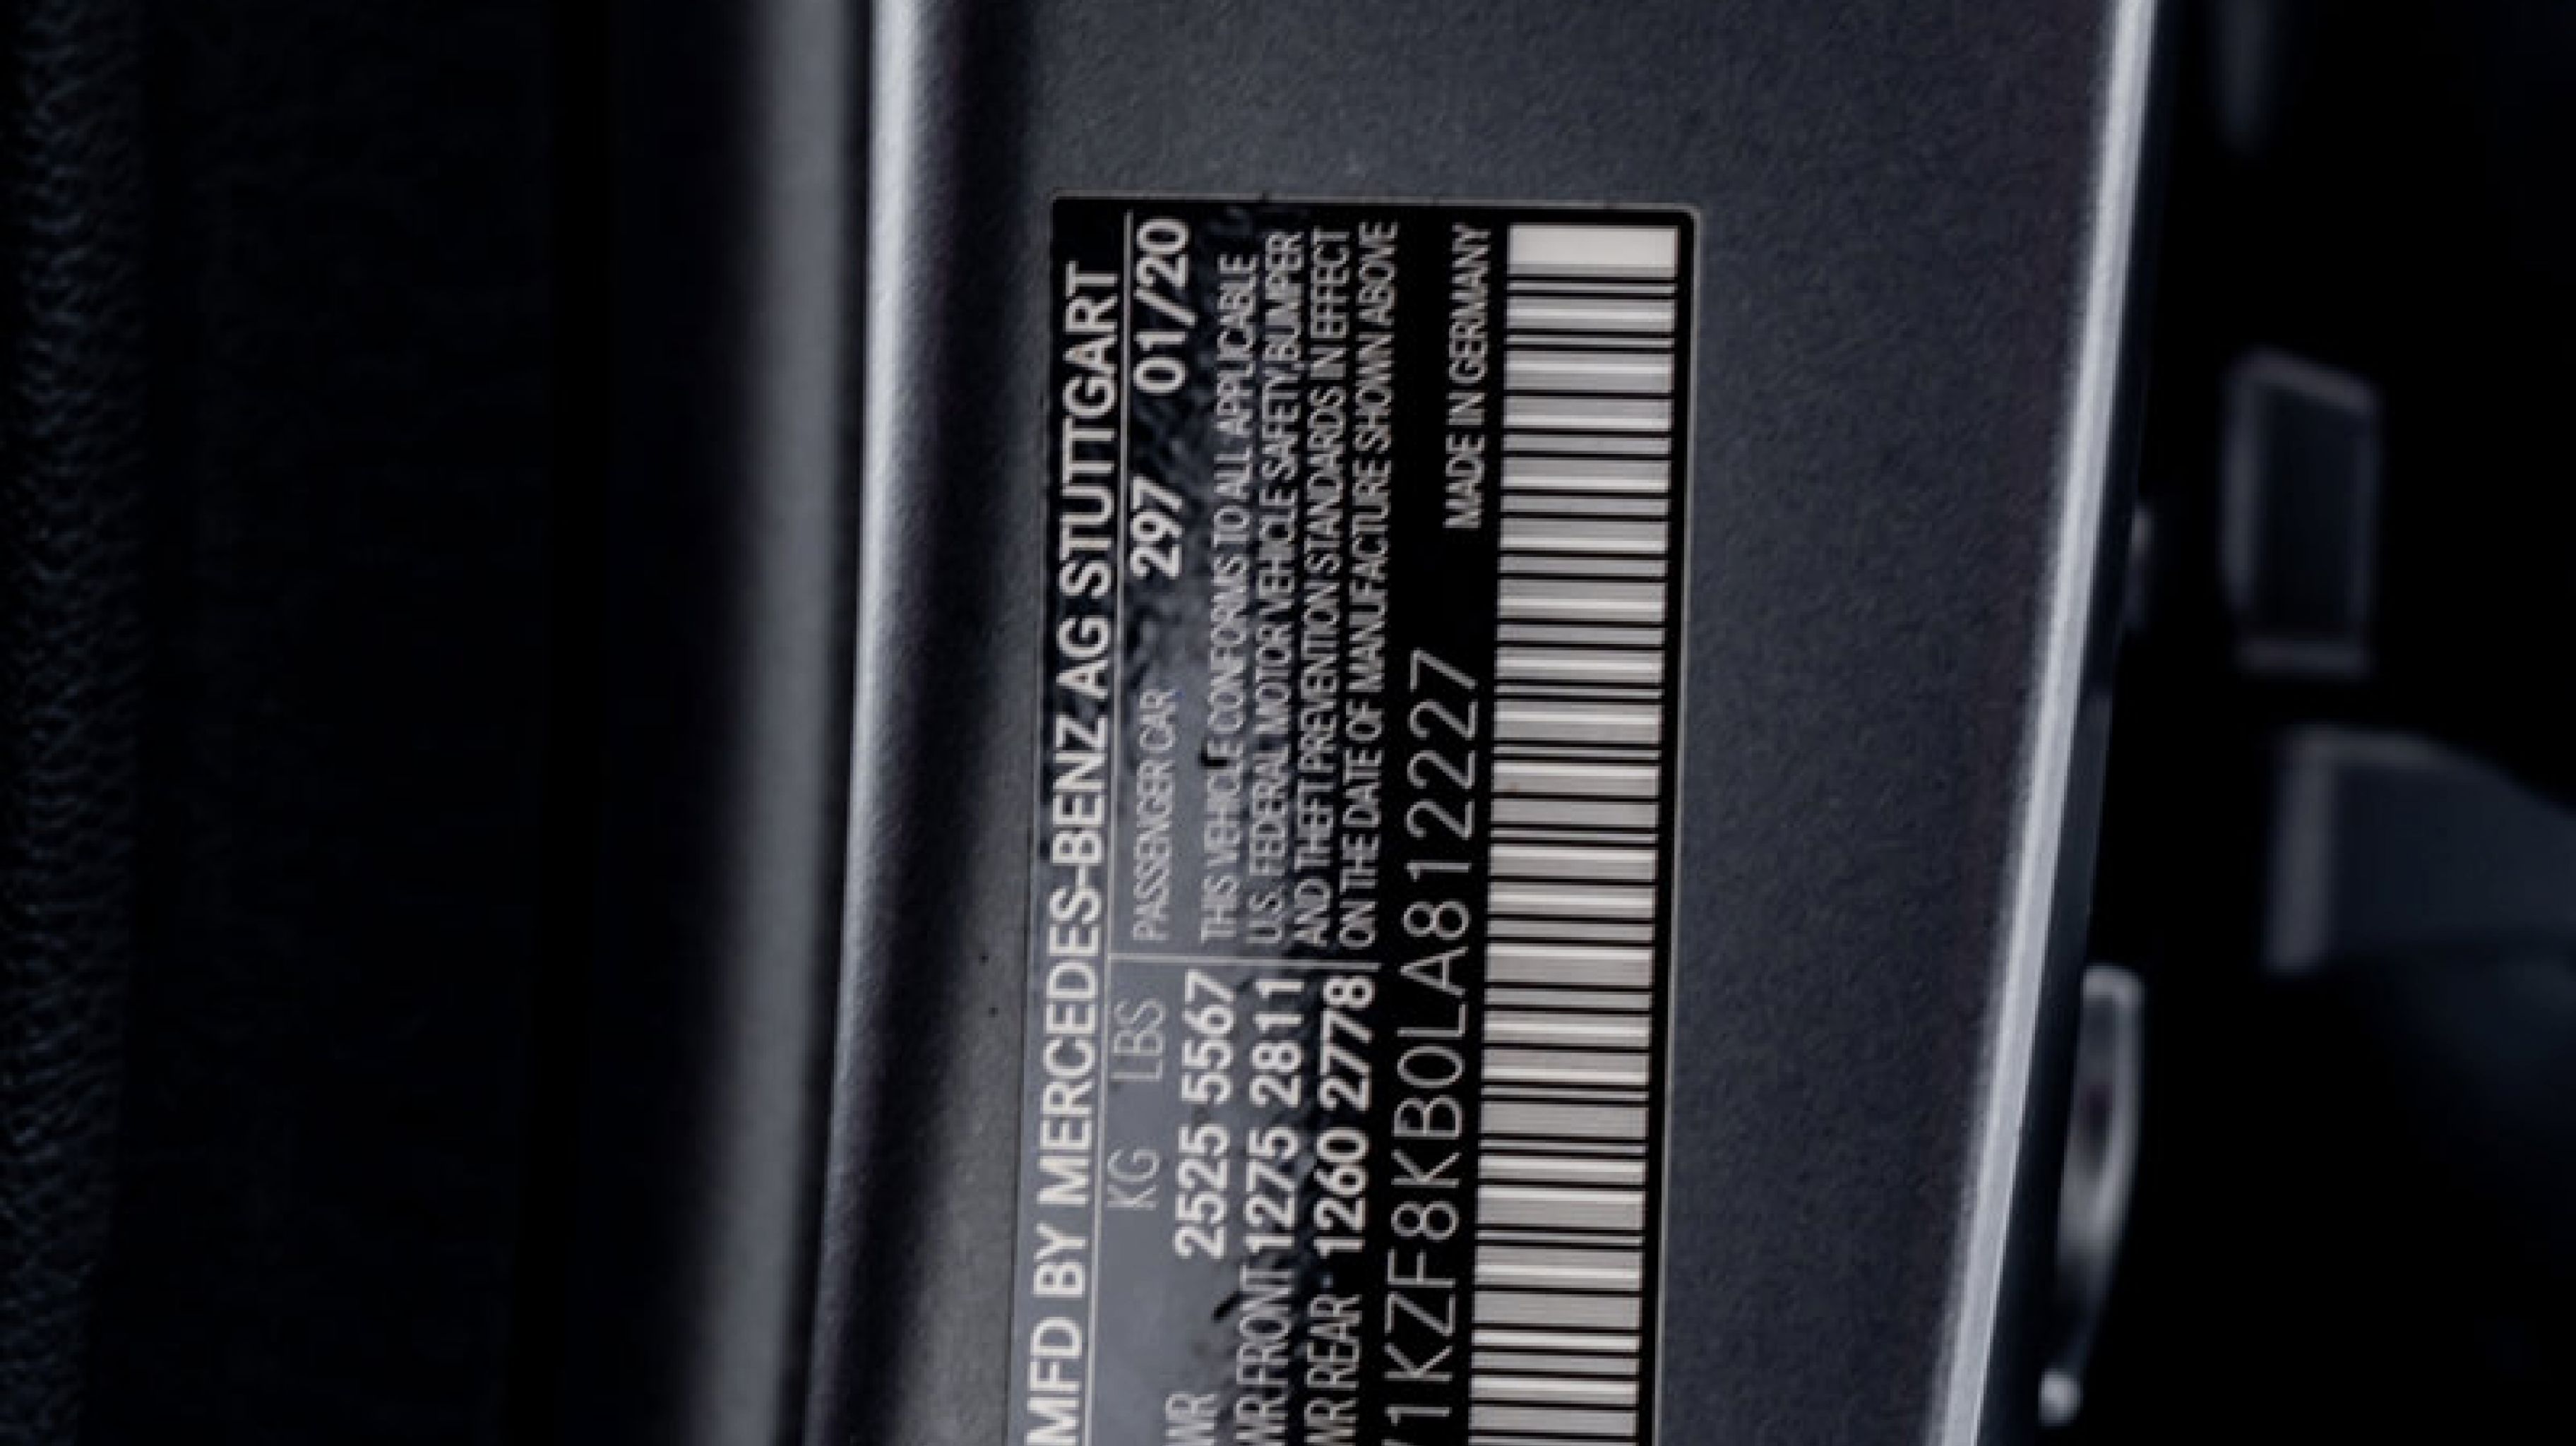 MFD BY MERCEDES-BENZ AG STUTTGART
KG LBS
2525 5567
FRONT 1275 2811
REAR 1260 2778
PASSENGER CAR 297 01/20
THIS VEHICLE CONFORMS TO ALL APPLICABLE
U.S. FEDERAL MOTOR VEHICLE SAFETY,BUMPER
AND THEFT PREVENTION STANDARDS IN EFFECT
ON THE DATE OF MANUFACTURE SHOWN ABOVE
1KZF8KB0LA812227
MADE IN GERMANY